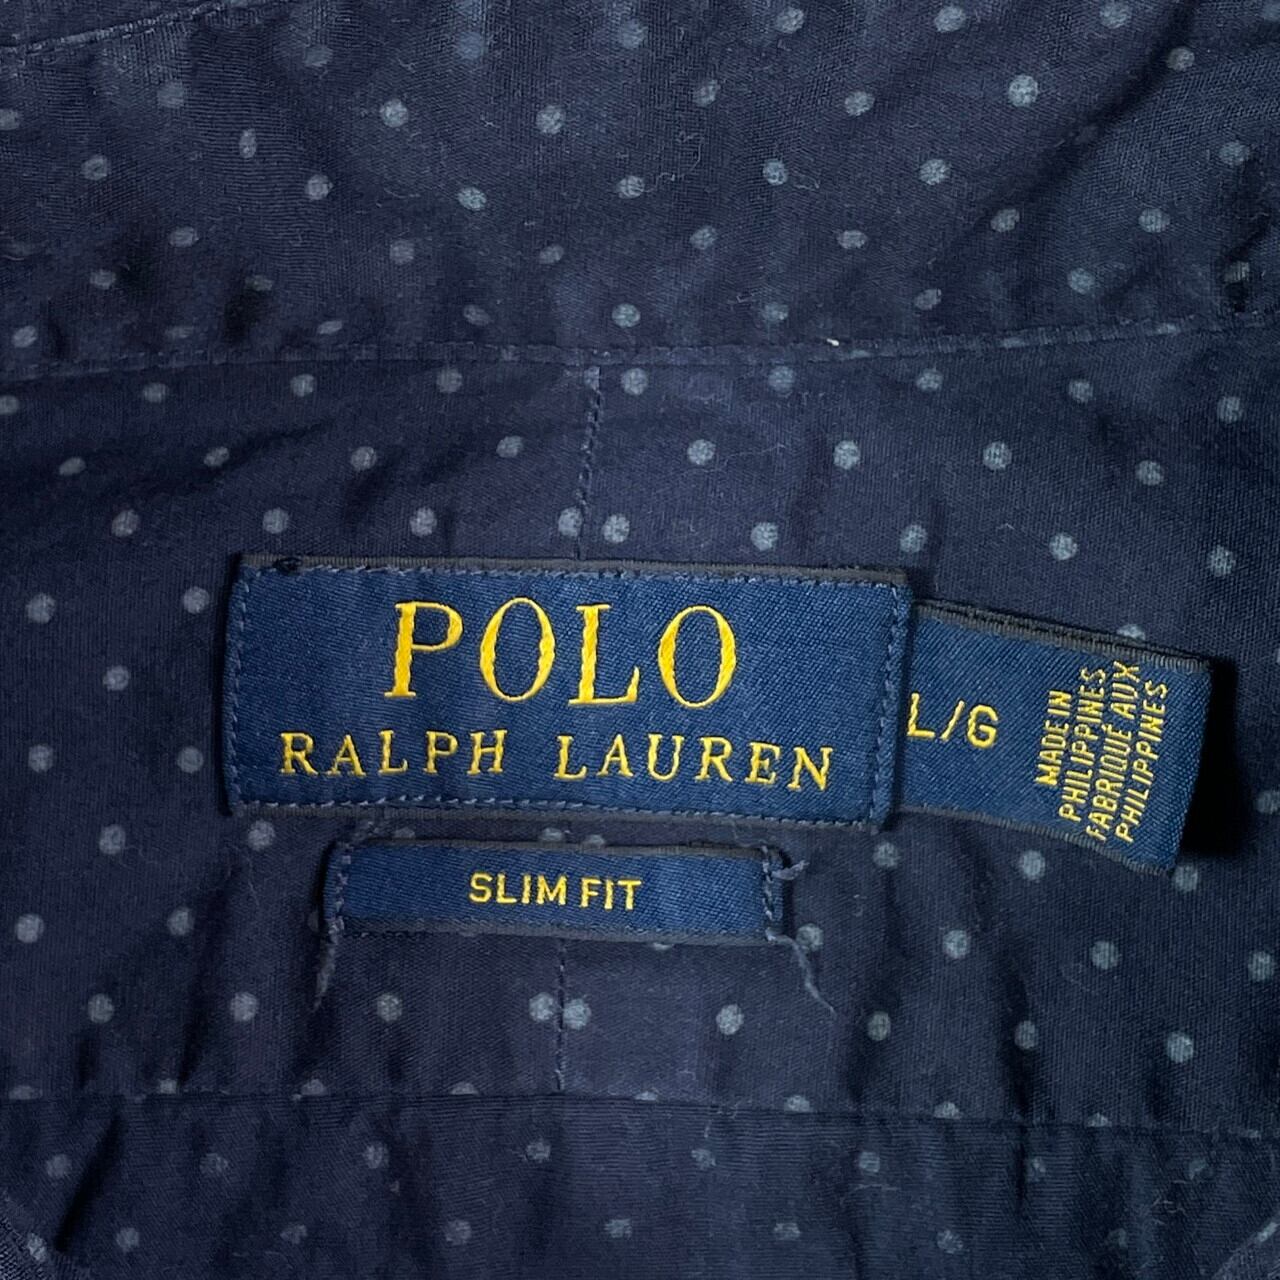 POLO
RALPH LAUREN
L/G
MADE IN
PHILIPPINES
FABRIQUÉ AUX
PHILIPPINES
SLIM FIT